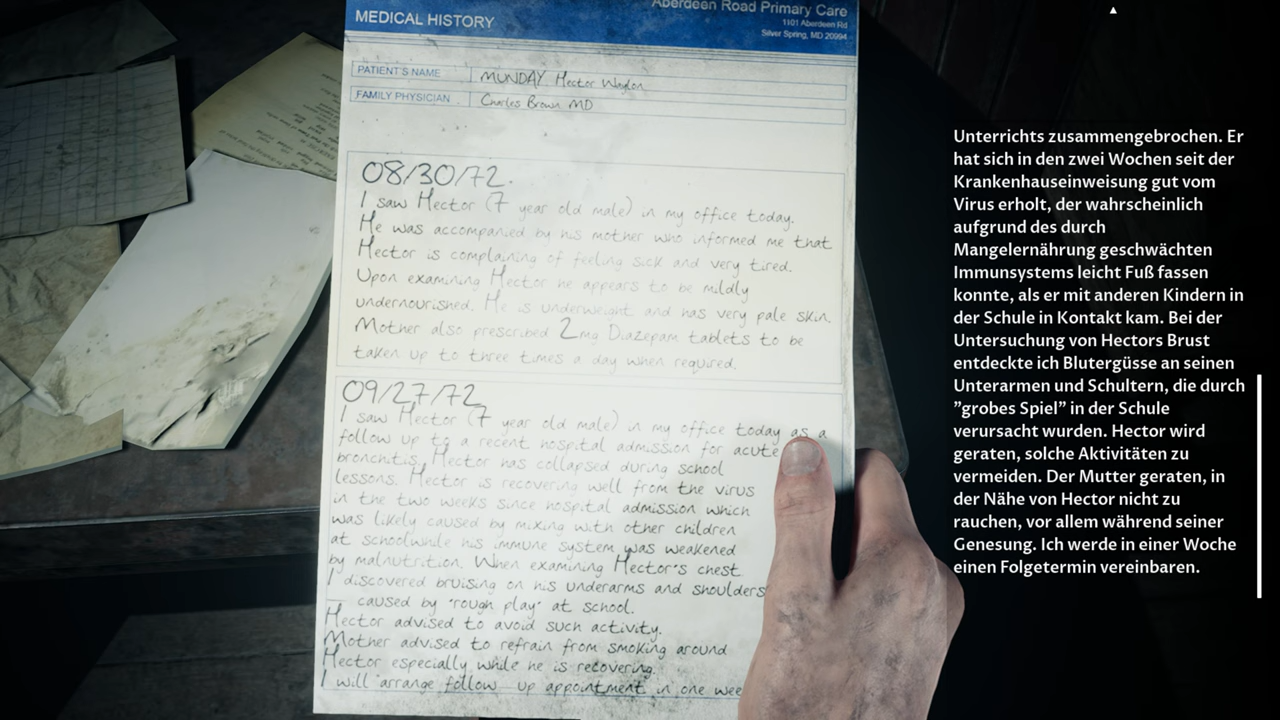 MEDICAL HISTORY
Aberdeen Road Primary Care
1101 Aberdeen Rd
Silver Spring, MD 20994
PATIENT'S NAME
MUNDAY Hector Waylon
FAMILY PHYSICIAN
Charles Brown MD
08/30/72.
I saw Hector (7 year old male) in my office today.
He was accompanied by his mother who informed me that
Hector is complaining of feeling sick and very tired.
Upon examining Hector he appears to be mildly
undernourished. He is underweight and has very pale skin.
Mother also prescribed 2mg Diazepam tablets to be
taken up to three times a day when required.
09/27/72
I saw Hector (7 year old male) in my office today as a
follow up to a recent hospital admission for acute
bronchitis. Hector has collapsed during school
lessons. Hector is recovering well from the virus
in the two weeks since hospital admission which
was likely caused by mixing with other children
at schoolwhile his immune system was weakened
by malnutrition. When examining Hector's chest
I discovered bruising on his underarms and shoulders
— caused by "rough play" at school.
Hector advised to avoid such activity.
Mother advised to refrain from smoking around
Hector especially while he is recovering.
I will arrange follow up appointment in one wee
Unterrichts zusammengebrochen. Er
hat sich in den zwei Wochen seit der
Krankenhauseinweisung gut vom
Virus erholt, der wahrscheinlich
aufgrund des durch
Mangelernährung geschwächten
Immunsystems leicht Fuß fassen
konnte, als er mit anderen Kindern in
der Schule in Kontakt kam. Bei der
Untersuchung von Hectors Brust
entdeckte ich Blutergüsse an seinen
Unterarmen und Schultern, die durch
"grobes Spiel" in der Schule
verursacht wurden. Hector wird
geraten, solche Aktivitäten zu
vermeiden. Der Mutter geraten, in
der Nähe von Hector nicht zu
rauchen, vor allem während seiner
Genesung. Ich werde in einer Woche
einen Folgetermin vereinbaren.